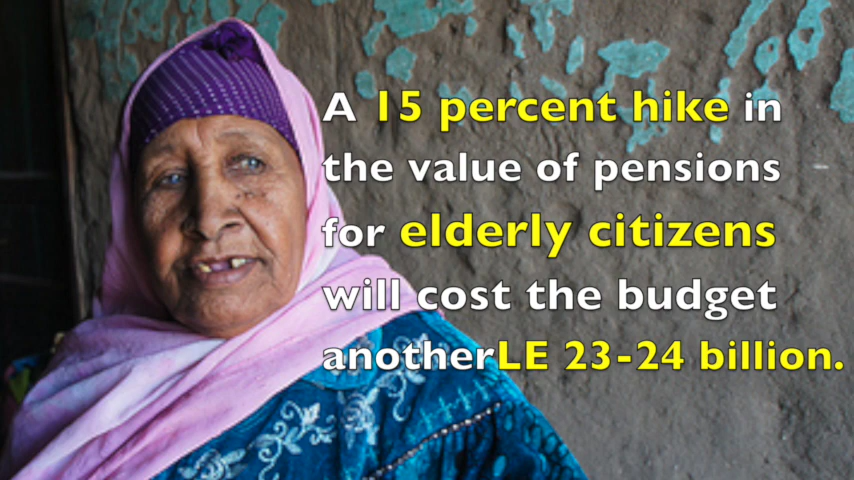 A 15 percent hike in
the value of pensions
for elderly citizens
will cost the budget
anotherLE 23-24 billion.